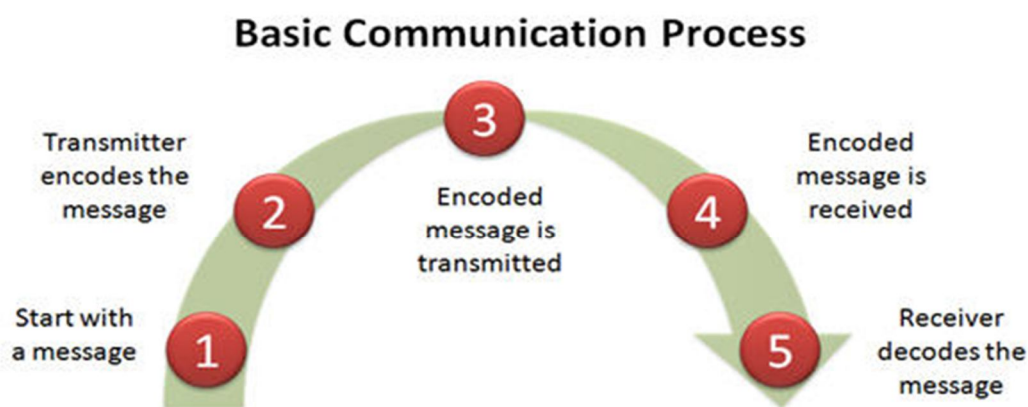 Basic Communication Process
1
Start with
a message
2
Transmitter
encodes the
message
3
Encoded
message is
transmitted
4
Encoded
message is
received
5
Receiver
decodes the
message